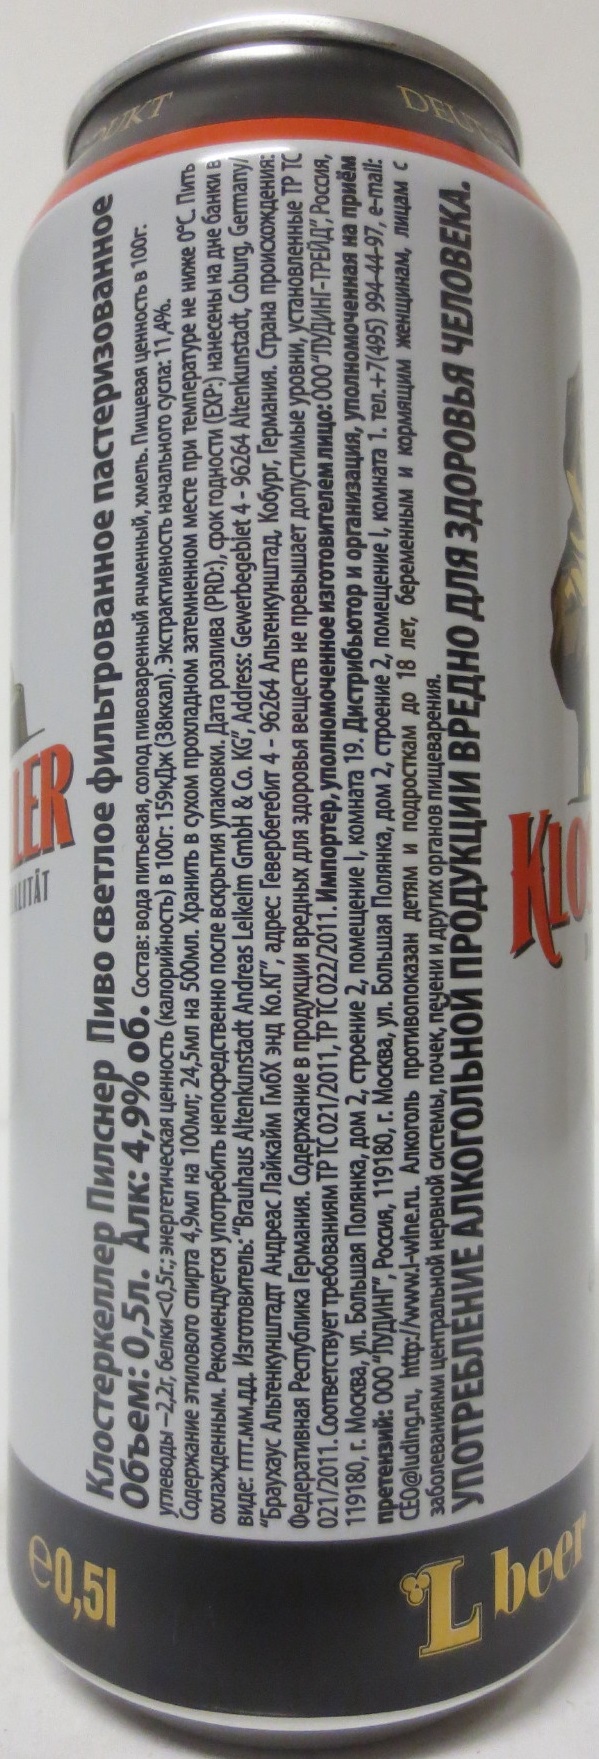 DUKT
DEU
Клостеркеллер Пилснер Пиво светлое фильтрованное пастеризованное
Объем: 0,5л. Алк: 4,9% об. Состав: вода питьевая, солод пивоваренный ячменный, хмель. Пищевая ценность в 100г:
углеводы –2,2г, белки<0,5г.; энергетическая ценность (калорийность) в 100г: 159кДж (38ккал). Экстрактивность начального сусла: 11,4%.
Содержание этилового спирта 4,9мл на 100мл; 24,5мл на 500мл. Хранить в сухом прохладном затемненном месте при температуре не ниже 0°С. Пить
охлажденным. Рекомендуется употребить непосредственно после вскрытия упаковки. Дата розлива (PRD:), срок годности (EXP:) нанесены на дне банки в
виде: ггг.мм.дд. Изготовитель: "Brauhaus Altenkunstadt Andreas Leikeim GmbH & Co. KG", Address: Gewerbegebiet 4 - 96264 Altenkunstadt, Coburg, Germany/
"Браухаус Альтенкунштадт Андреас Лайкайм ГмбХ энд Ко.КГ", адрес: Гевербегебит 4 - 96264 Альтенкунштад, Кобург, Германия. Страна происхождения:
Федеративная Республика Германия. Содержание в продукции вредных для здоровья веществ не превышает допустимые уровни, установленные ТР ТС
021/2011. Соответствует требованиям ТР ТС 021/2011, ТР ТС 022/2011. Импортер, уполномоченное изготовителем лицо: ООО "ЛУДИНГ-ТРЕЙД", Россия,
119180, г. Москва, ул. Большая Полянка, дом 2, строение 2, помещение I, комната 19. Дистрибьютор и организация, уполномоченная на приём
претензий: ООО "ЛУДИНГ", Россия, 119180, г. Москва, ул. Большая Полянка, дом 2, строение 2, помещение I, комната 1. тел.+7(495) 994-44-97, e-mail:
CEO@luding.ru, http://www.l-wine.ru. Алкоголь противопоказан детям и подросткам до 18 лет, беременным и кормящим женщинам, лицам с
заболеваниями центральной нервной системы, почек, печени и других органов пищеварения.
УПОТРЕБЛЕНИЕ АЛКОГОЛЬНОЙ ПРОДУКЦИИ ВРЕДНО ДЛЯ ЗДОРОВЬЯ ЧЕЛОВЕКА.
LER
ALITÄT
KLO
℮0,5l
L beer